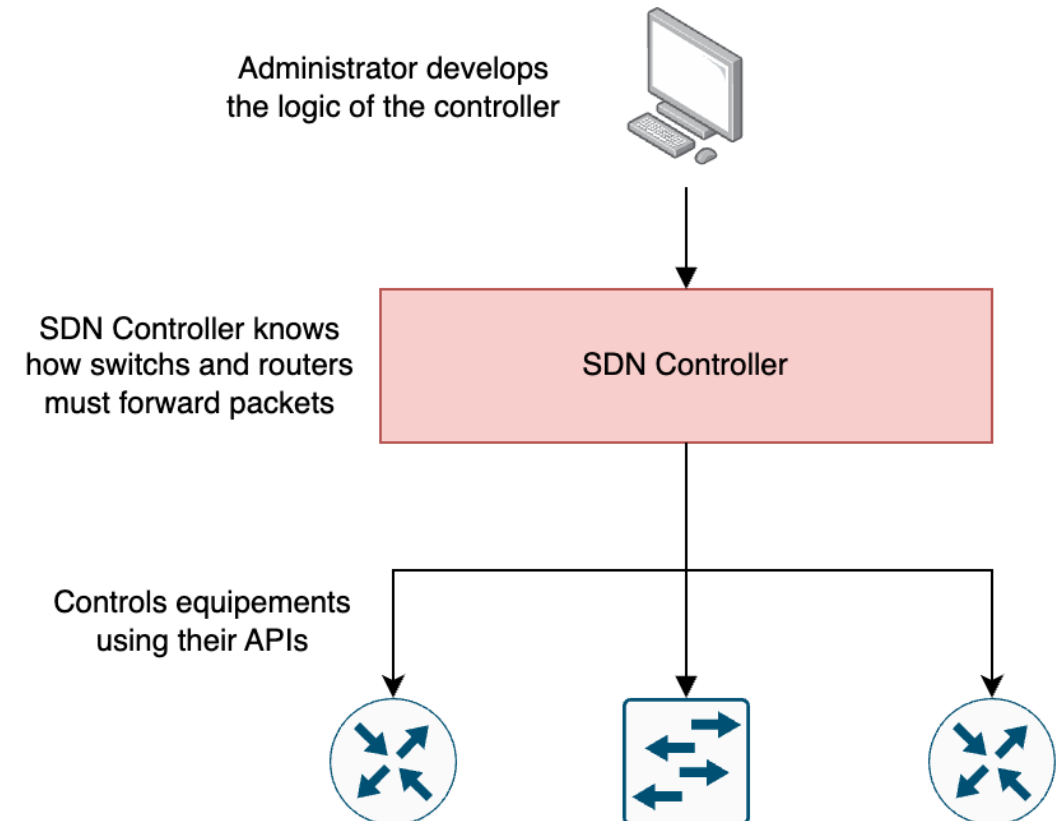 Administrator develops
the logic of the controller
SDN Controller knows
how switchs and routers
must forward packets
SDN Controller
Controls equipements
using their APIs